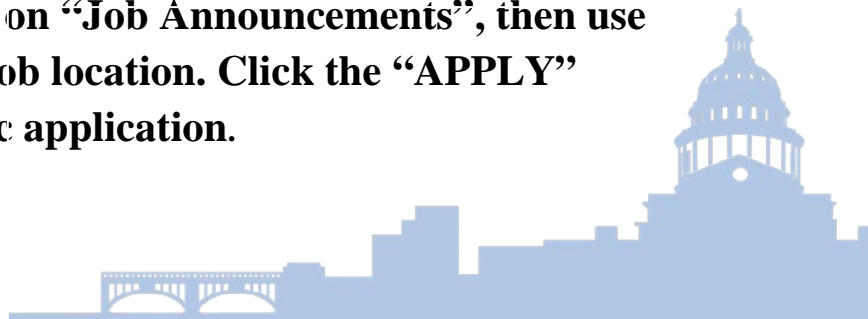 on “Job Announcements”, then use
ob location. Click the “APPLY”
c application.